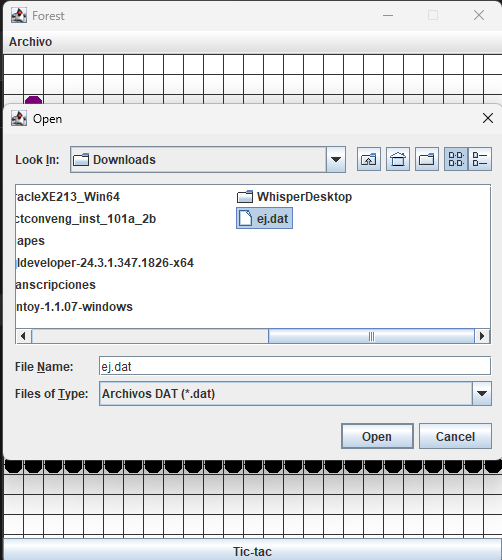 Forest
Archivo
Open
Look In: Downloads
racleXE213_Win64
WhisperDesktop
ctconveng_inst_101a_2b
ej.dat
apes
ldeveloper-24.3.1.347.1826-x64
anscripciones
ntoy-1.1.07-windows
File Name: ej.dat
Files of Type: Archivos DAT (*.dat)
Open
Cancel
Tic-tac